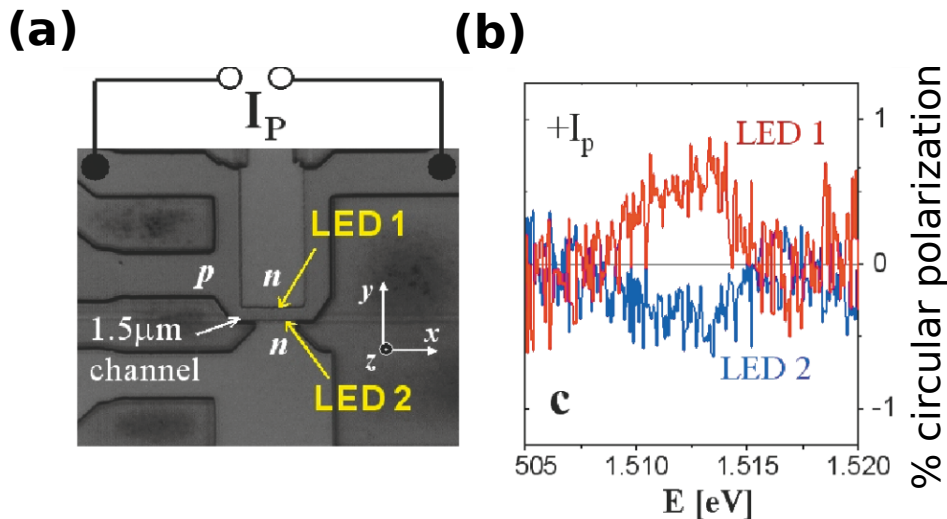 (a)
I_P
LED 1
p
n
y
1.5μm
channel
n
x
z
LED 2
(b)
+I_p
LED 1
1
0
LED 2
-1
c
505
1.510
1.515
1.520
E [eV]
% circular polarization